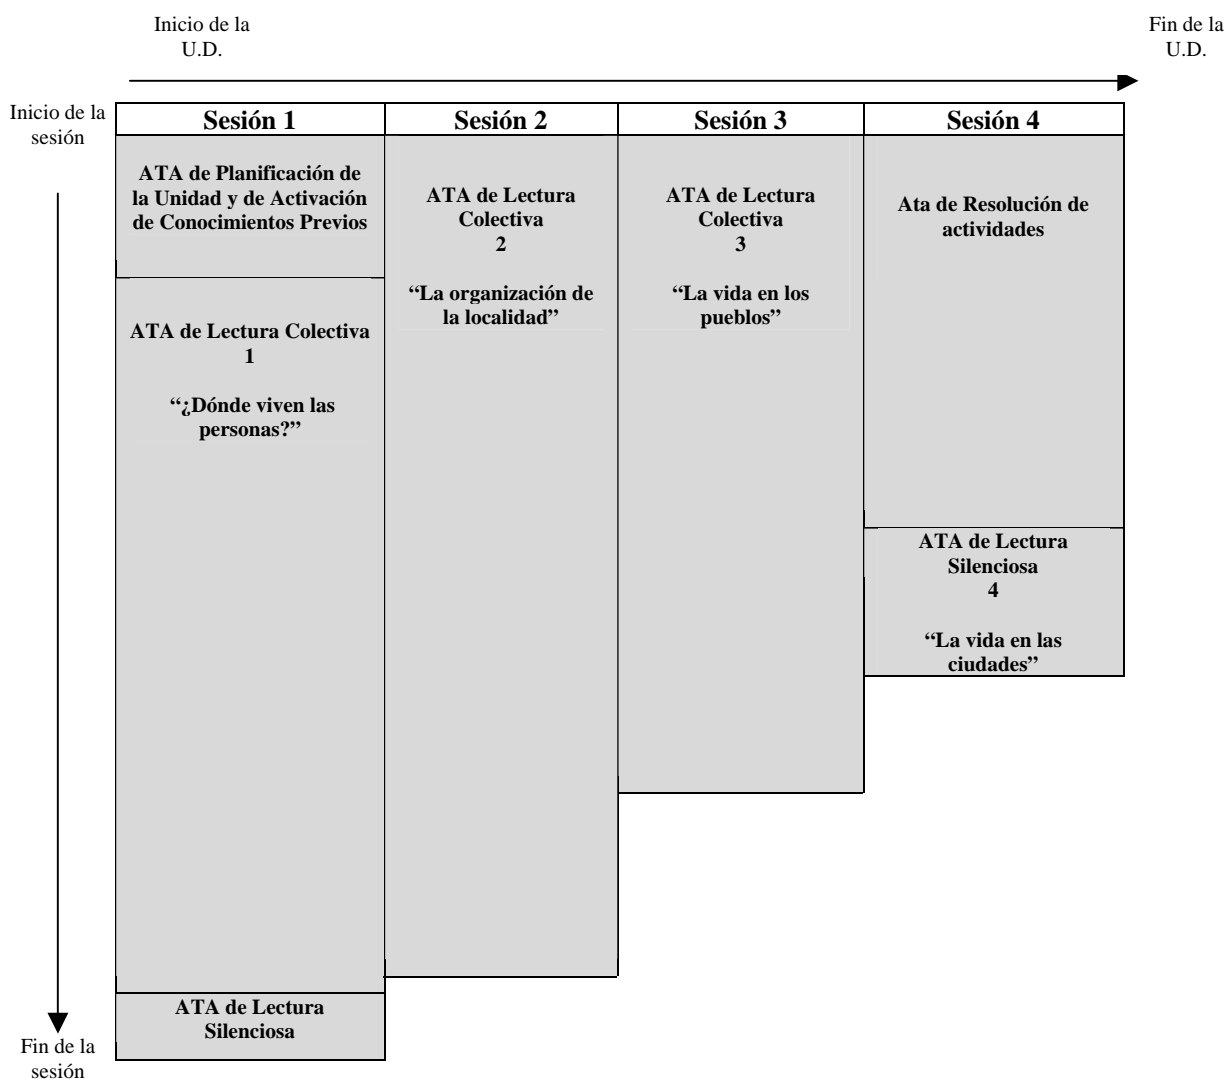 Inicio de la
U.D.
Fin de la
U.D.
Inicio de la
sesión
Sesión 1
Sesión 2
Sesión 3
Sesión 4
ATA de Planificación de
la Unidad y de Activación
de Conocimientos Previos
ATA de Lectura Colectiva
1
“¿Dónde viven las
personas?”
ATA de Lectura
Silenciosa
ATA de Lectura
Colectiva
2
“La organización de
la localidad”
ATA de Lectura
Colectiva
3
“La vida en los
pueblos”
Ata de Resolución de
actividades
ATA de Lectura
Silenciosa
4
“La vida en las
ciudades”
Fin de la
sesión